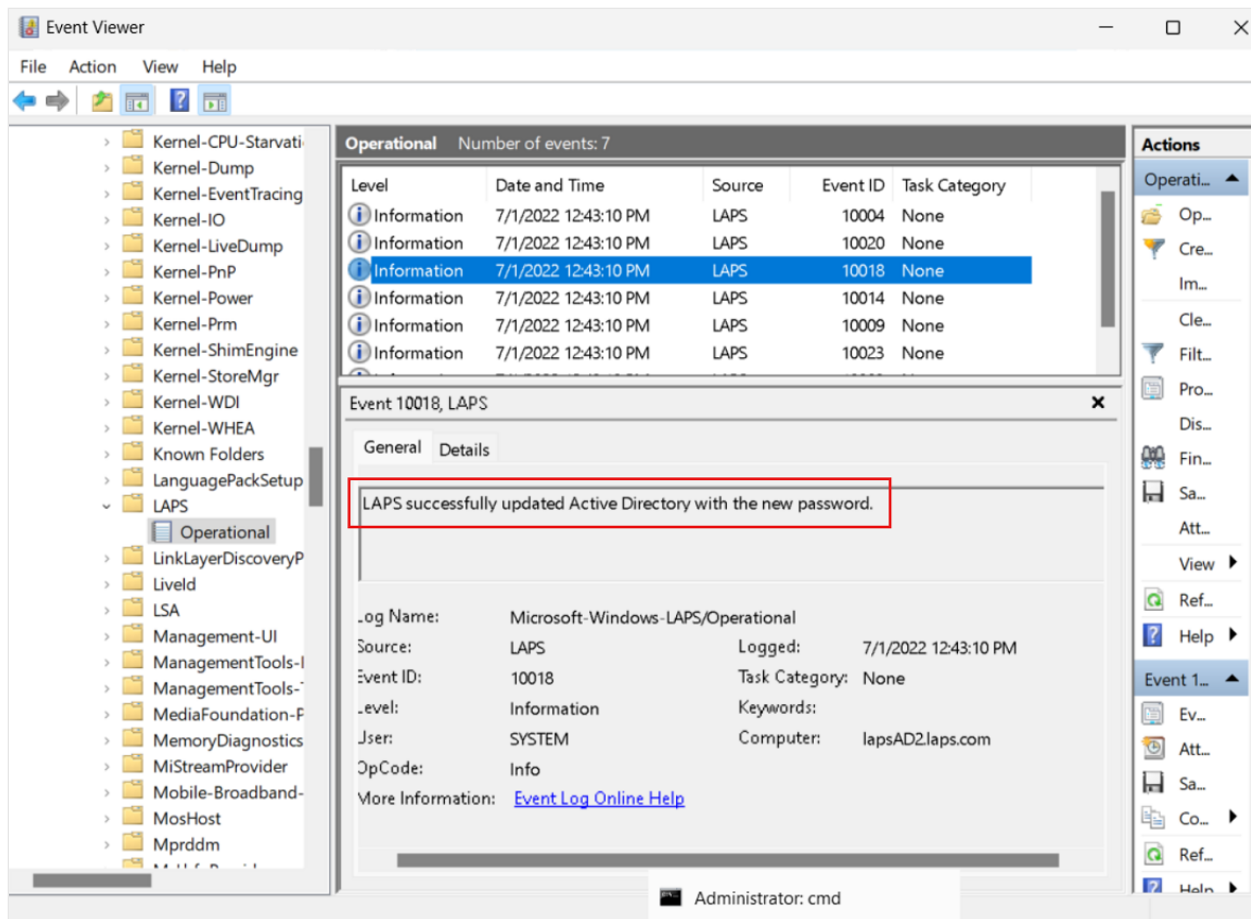 Event Viewer
File Action View Help
Kernel-CPU-Starvati
Kernel-Dump
Kernel-EventTracing
Kernel-IO
Kernel-LiveDump
Kernel-PnP
Kernel-Power
Kernel-Prm
Kernel-ShimEngine
Kernel-StoreMgr
Kernel-WDI
Kernel-WHEA
Known Folders
LanguagePackSetup
LAPS
Operational
LinkLayerDiscoveryP
LiveId
LSA
Management-UI
ManagementTools-
ManagementTools-
MediaFoundation-P
MemoryDiagnostics
MiStreamProvider
Mobile-Broadband-
MosHost
Mprddm
Operational Number of events: 7
Level Date and Time Source Event ID Task Category
Information 7/1/2022 12:43:10 PM LAPS 10004 None
Information 7/1/2022 12:43:10 PM LAPS 10020 None
Information 7/1/2022 12:43:10 PM LAPS 10018 None
Information 7/1/2022 12:43:10 PM LAPS 10014 None
Information 7/1/2022 12:43:10 PM LAPS 10009 None
Information 7/1/2022 12:43:10 PM LAPS 10023 None
Event 10018, LAPS
General Details
LAPS successfully updated Active Directory with the new password.
Log Name: Microsoft-Windows-LAPS/Operational
Source: LAPS Logged: 7/1/2022 12:43:10 PM
Event ID: 10018 Task Category: None
Level: Information Keywords:
User: SYSTEM Computer: lapsAD2.laps.com
OpCode: Info
More Information: Event Log Online Help
Actions
Operati...
Op...
Cre...
Im...
Cle...
Filt...
Pro...
Dis...
Fin...
Sa...
Att...
View
Ref...
Help
Event 1...
Ev...
Att...
Sa...
Co...
Ref...
Help
Administrator: cmd